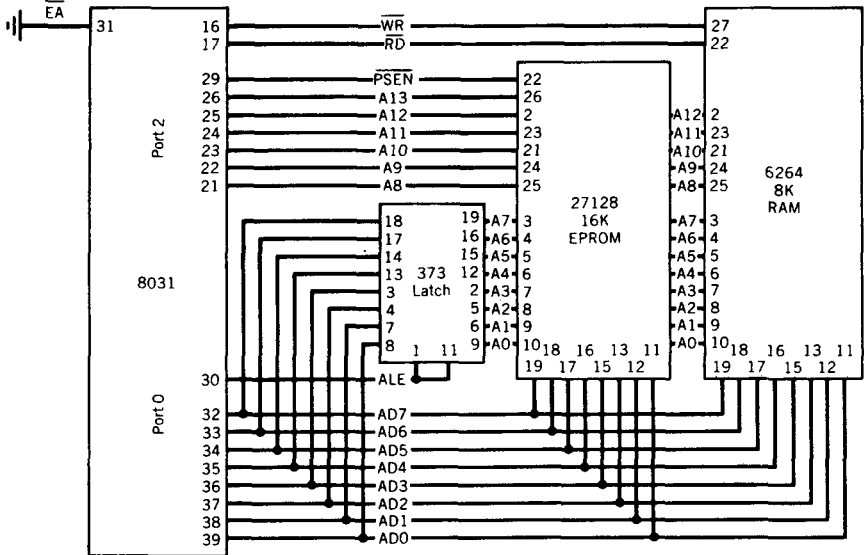 E̅A̅
31 16 W̅R̅ 27
17 R̅D̅ 22
29 P̅S̅E̅N̅ 22
26 A13 26
25 A12 2 A12 2
24 A11 23 A11 23
23 A10 21 A10 21
22 A9 24 A9 24
21 A8 25 A8 25
Port 2
8031
Port 0
373
Latch
27128
16K
EPROM
6264
8K
RAM
18 19 A7 3 A7 3
17 16 A6 4 A6 4
14 15 A5 5 A5 5
13 12 A4 6 A4 6
3 2 A3 7 A3 7
4 5 A2 8 A2 8
7 6 A1 9 A1 9
8 9 A0 10 A0 10
1 11
19 18 17 16 15 13 12 11
19 18 17 16 15 13 12 11
30 ALE
32 AD7
33 AD6
34 AD5
35 AD4
36 AD3
37 AD2
38 AD1
39 AD0